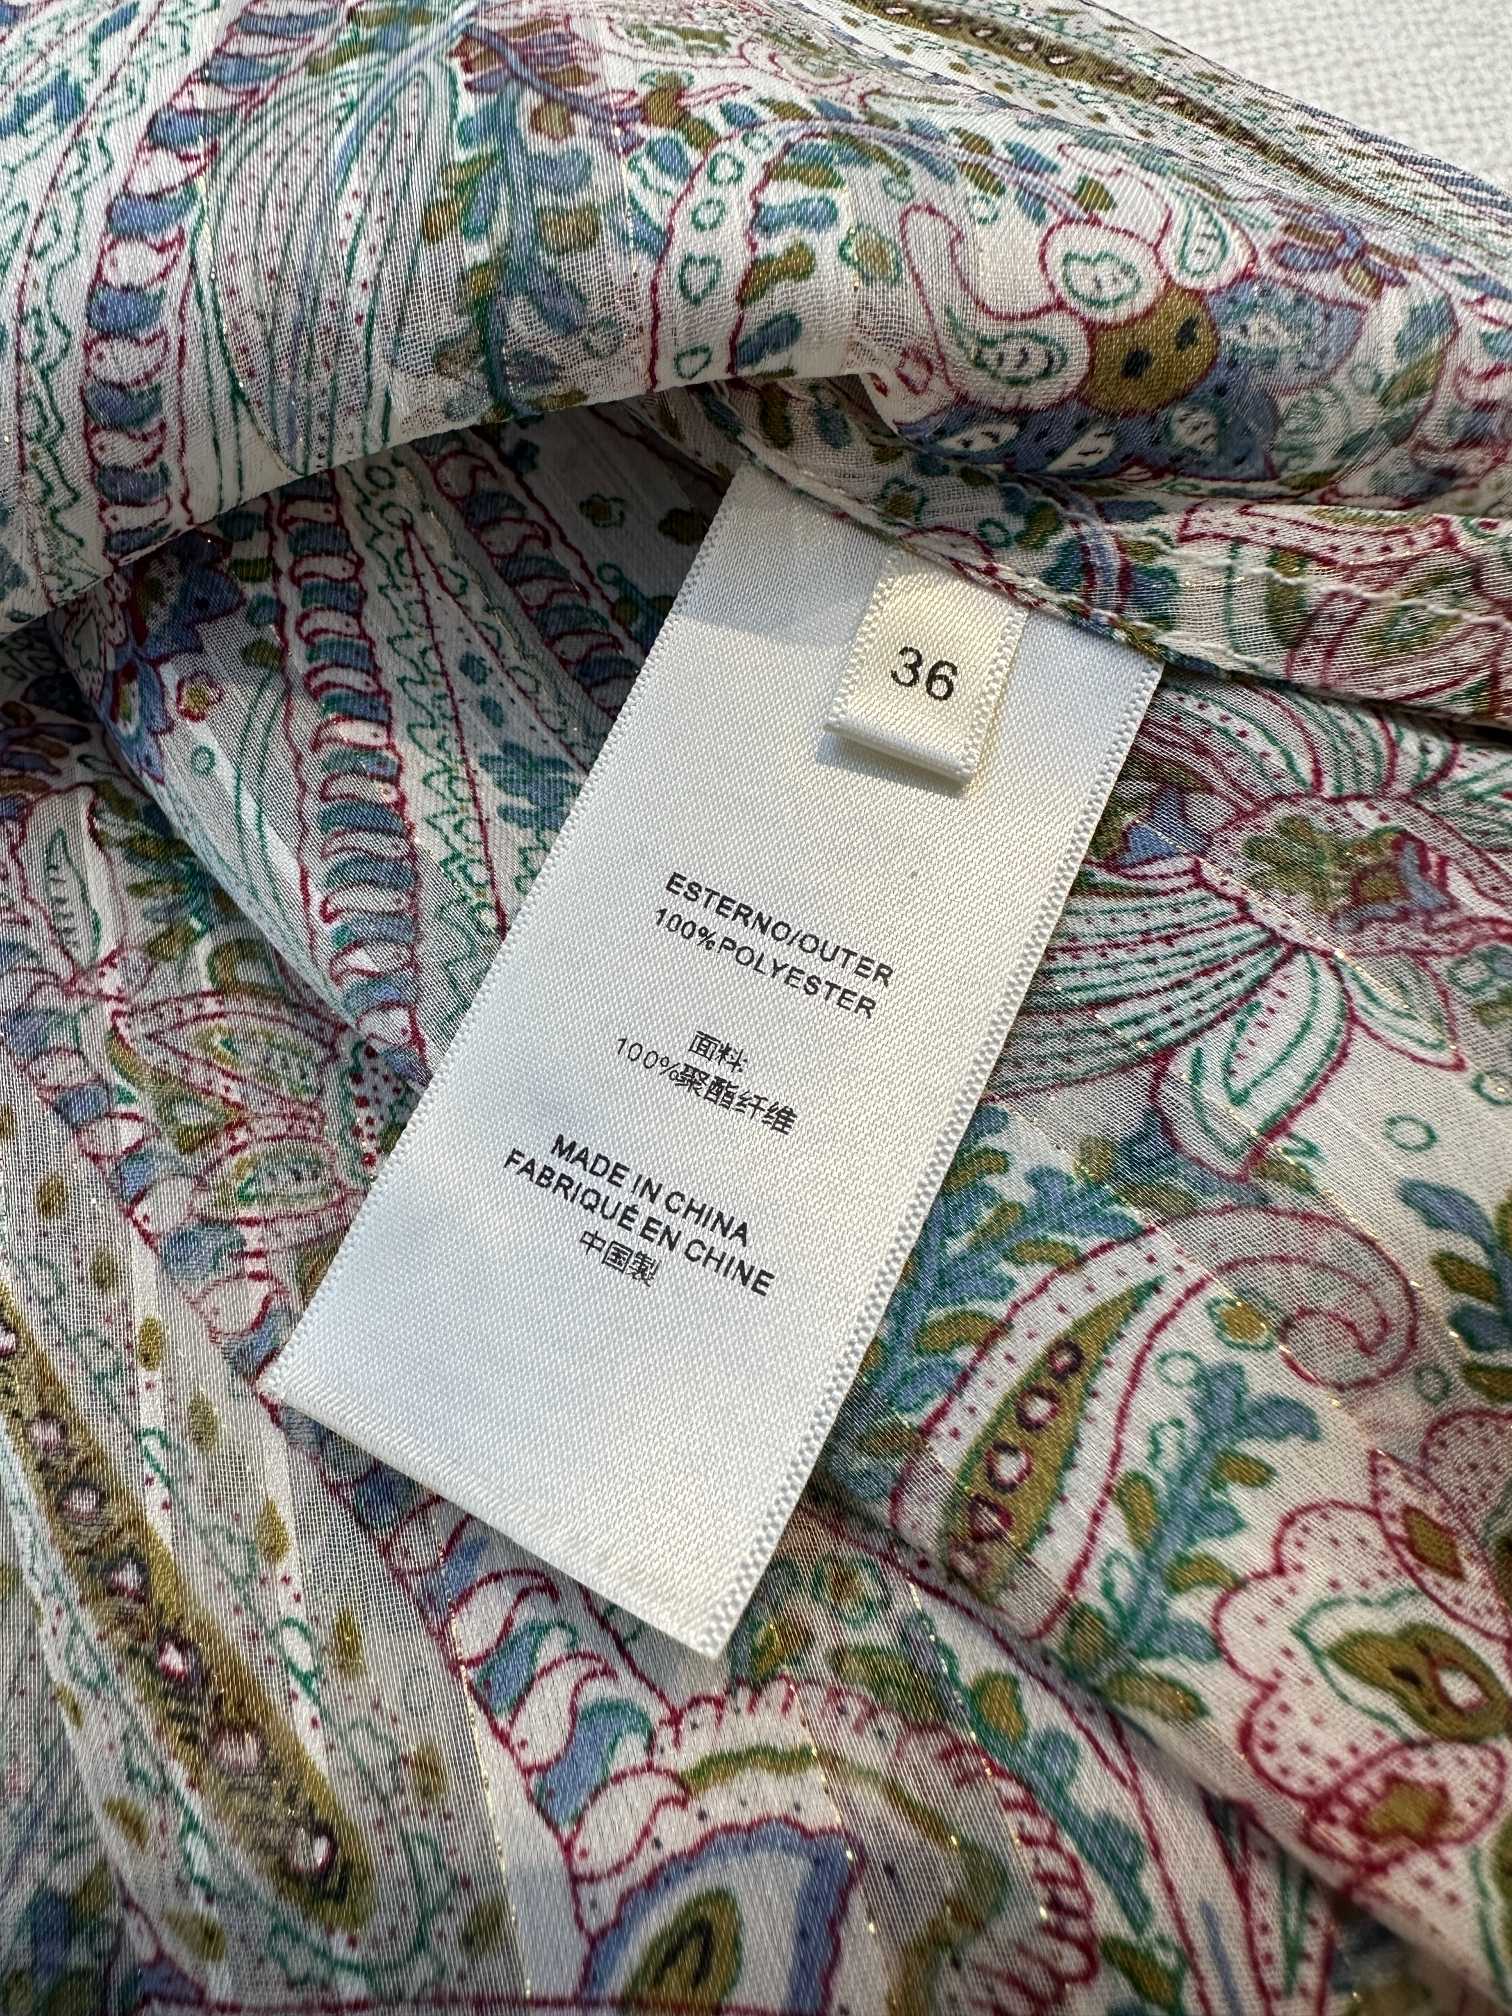 36
ESTERNO/OUTER
100%POLYESTER
面料:
100%聚酯纤维
MADE IN CHINA
FABRIQUÉ EN CHINE
中国製